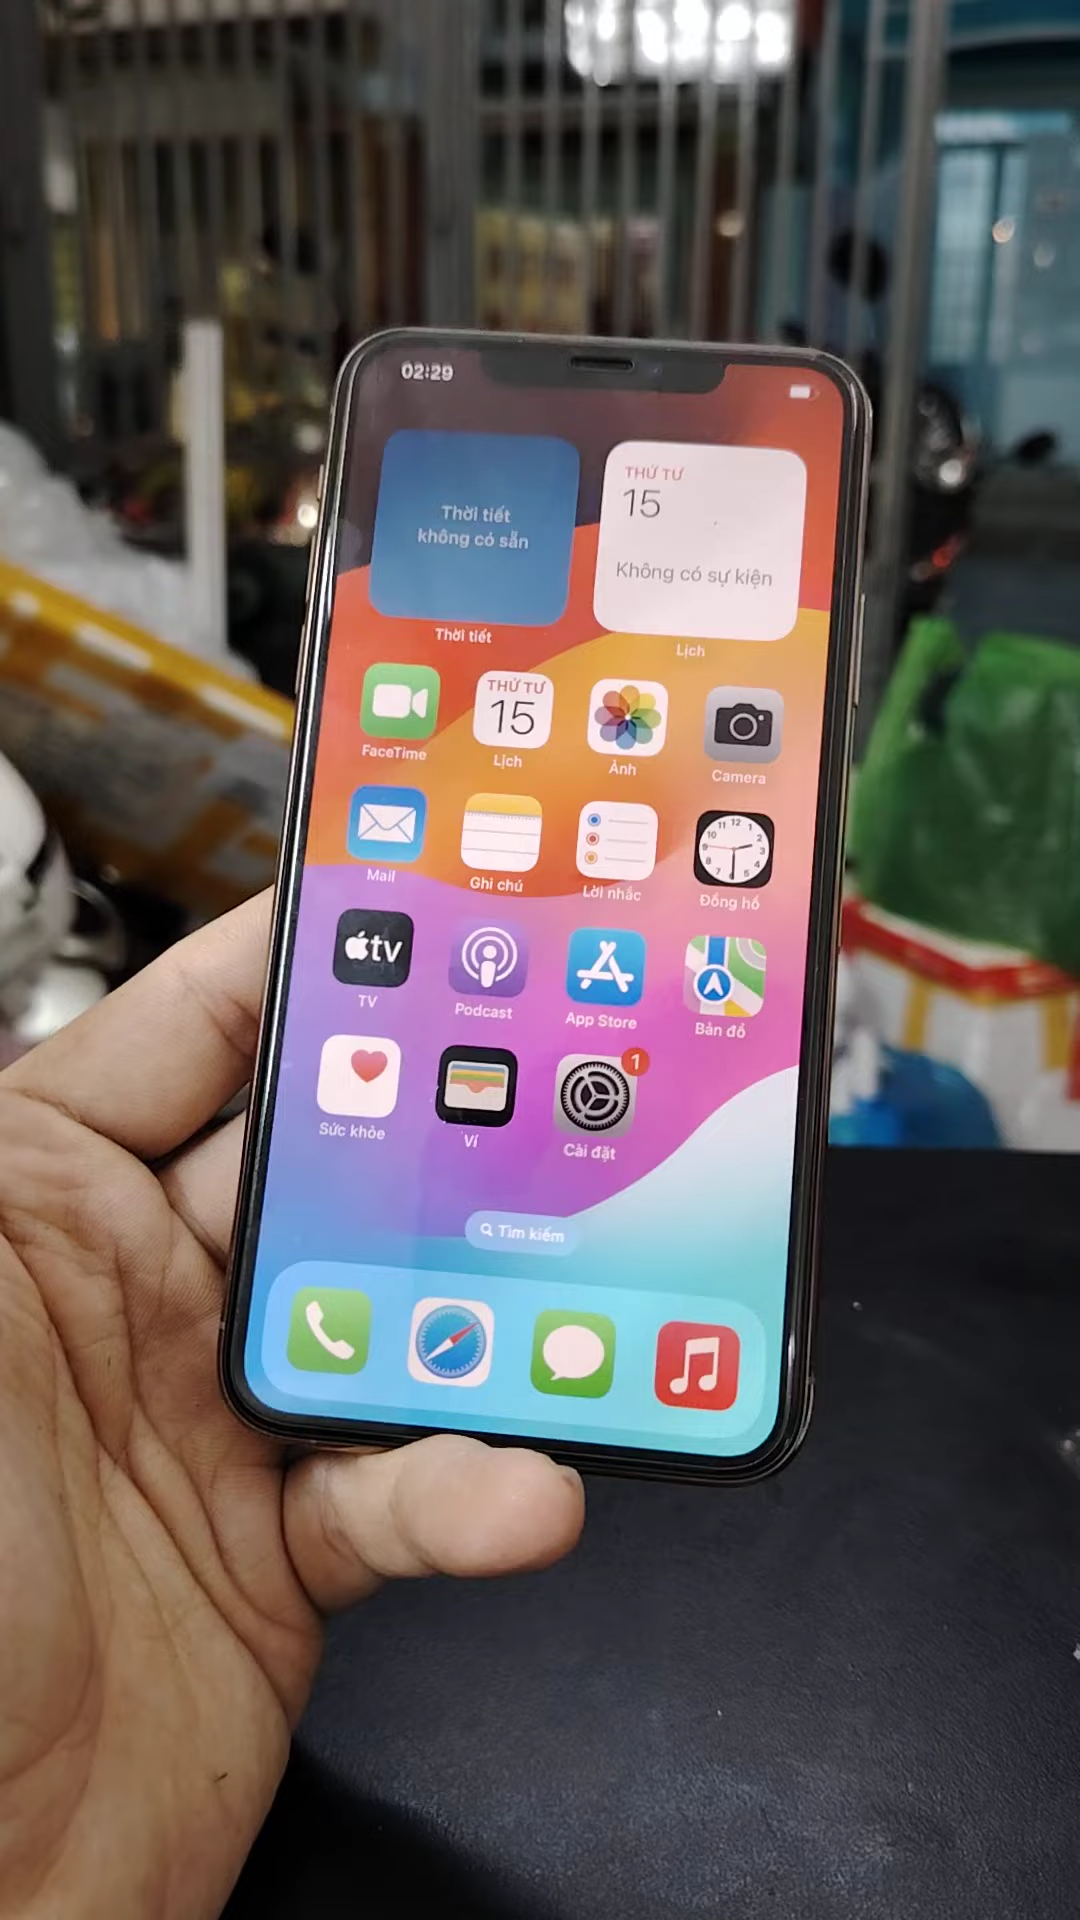 02:29
Thời tiết
không có sẵn
Thời tiết
THỨ TƯ
15
Không có sự kiện
Lịch
FaceTime
THỨ TƯ
15
Lịch
Ảnh
Camera
Mail
Ghi chú
Lời nhắc
Đồng hồ
tv
TV
Podcast
App Store
Bản đồ
Sức khỏe
Ví
1
Cài đặt
Tìm kiếm